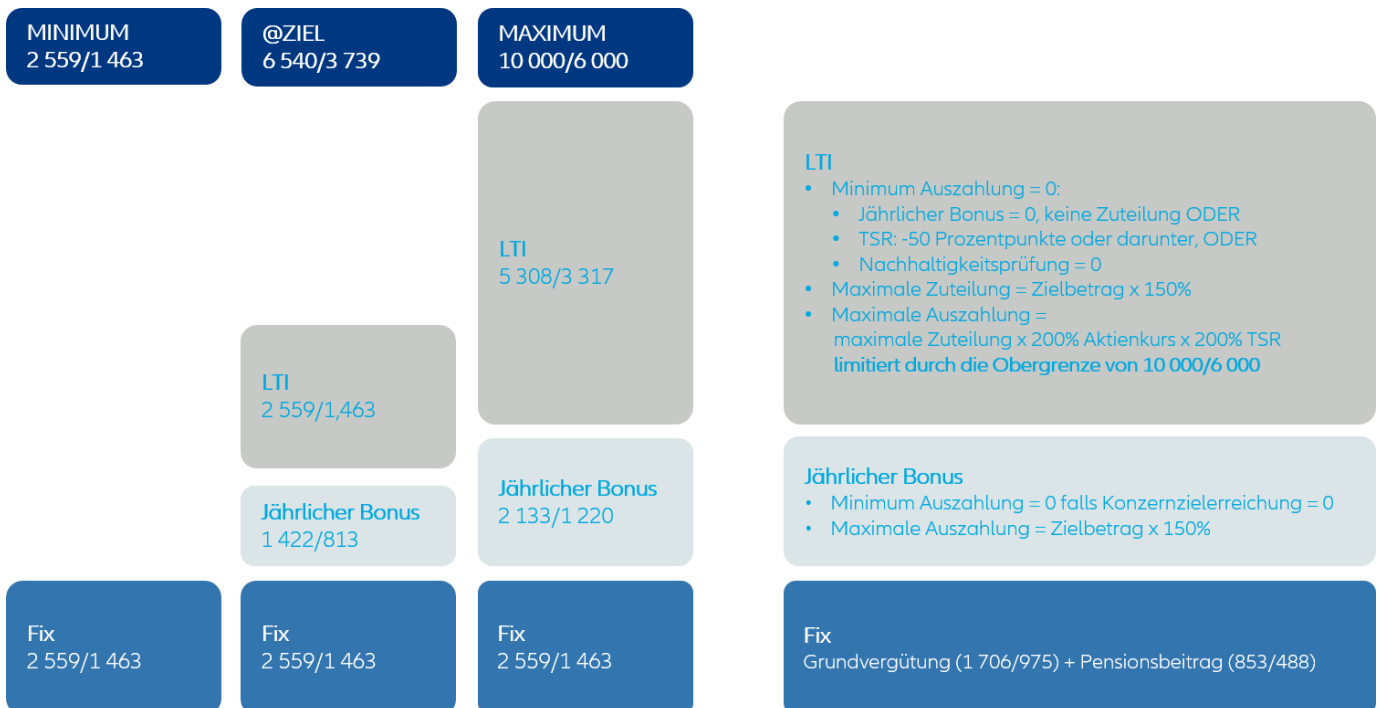 MINIMUM
2 559/1 463
@ZIEL
6 540/3 739
MAXIMUM
10 000/6 000
LTI
5 308/3 317
LTI
2 559/1,463
Jährlicher Bonus
2 133/1 220
Jährlicher Bonus
1 422/813
Fix
2 559/1 463
Fix
2 559/1 463
Fix
2 559/1 463
LTI
• Minimum Auszahlung = 0:
• Jährlicher Bonus = 0, keine Zuteilung ODER
• TSR: -50 Prozentpunkte oder darunter, ODER
• Nachhaltigkeitsprüfung = 0
• Maximale Zuteilung = Zielbetrag x 150%
• Maximale Auszahlung =
maximale Zuteilung x 200% Aktienkurs x 200% TSR
limitiert durch die Obergrenze von 10 000/6 000
Jährlicher Bonus
• Minimum Auszahlung = 0 falls Konzernzielerreichung = 0
• Maximale Auszahlung = Zielbetrag x 150%
Fix
Grundvergütung (1 706/975) + Pensionsbeitrag (853/488)